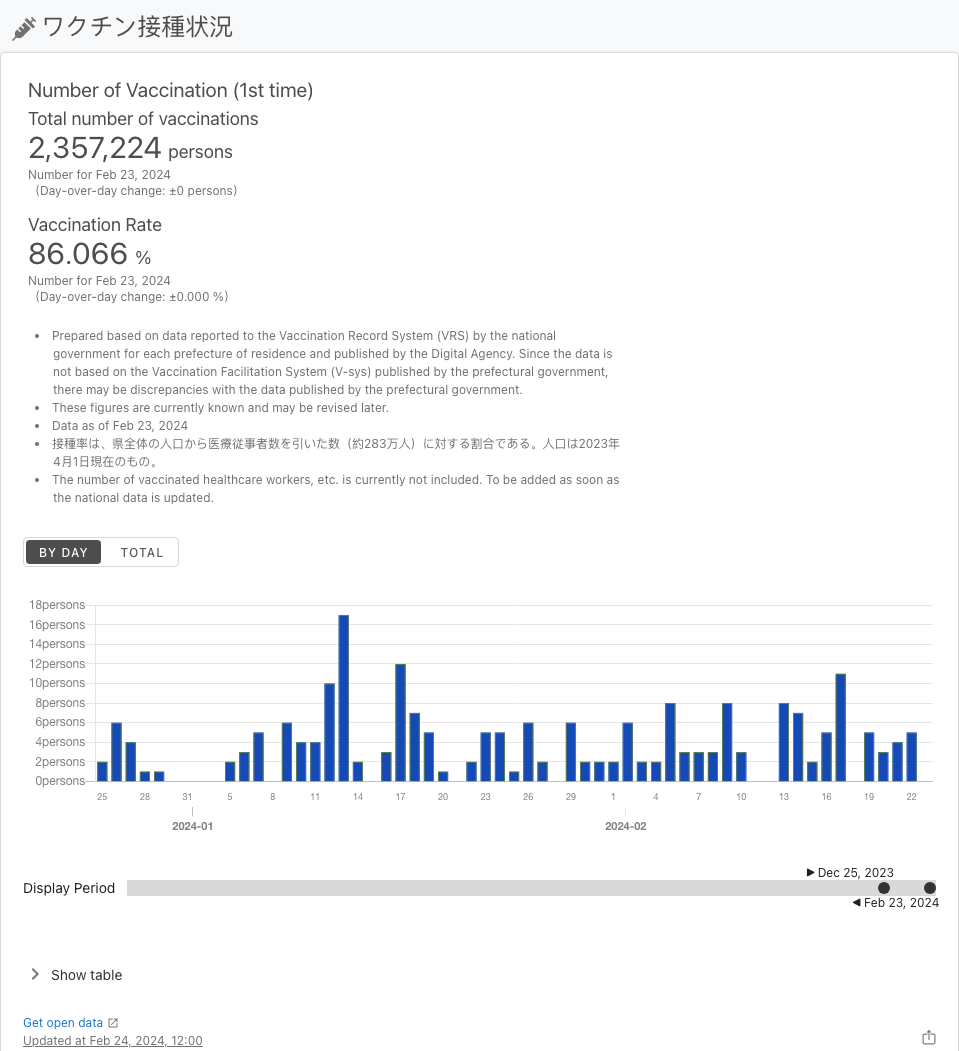 ワクチン接種状況
Number of Vaccination (1st time)
Total number of vaccinations
2,357,224 persons
Number for Feb 23, 2024
(Day-over-day change: ±0 persons)
Vaccination Rate
86.066 %
Number for Feb 23, 2024
(Day-over-day change: ±0.000 %)
• Prepared based on data reported to the Vaccination Record System (VRS) by the national
government for each prefecture of residence and published by the Digital Agency. Since the data is
not based on the Vaccination Facilitation System (V-sys) published by the prefectural government,
there may be discrepancies with the data published by the prefectural government.
• These figures are currently known and may be revised later.
• Data as of Feb 23, 2024
• 接種率は、県全体の人口から医療従事者数を引いた数（約283万人）に対する割合である。人口は2023年
4月1日現在のもの。
• The number of vaccinated healthcare workers, etc. is currently not included. To be added as soon as
the national data is updated.
BY DAY TOTAL
18persons
16persons
14persons
12persons
10persons
8persons
6persons
4persons
2persons
0persons
25 28 31 5 8 11 14 17 20 23 26 29 1 4 7 10 13 16 19 22
2024-01 2024-02
▶ Dec 25, 2023
Display Period
◀ Feb 23, 2024
Show table
Get open data
Updated at Feb 24, 2024, 12:00